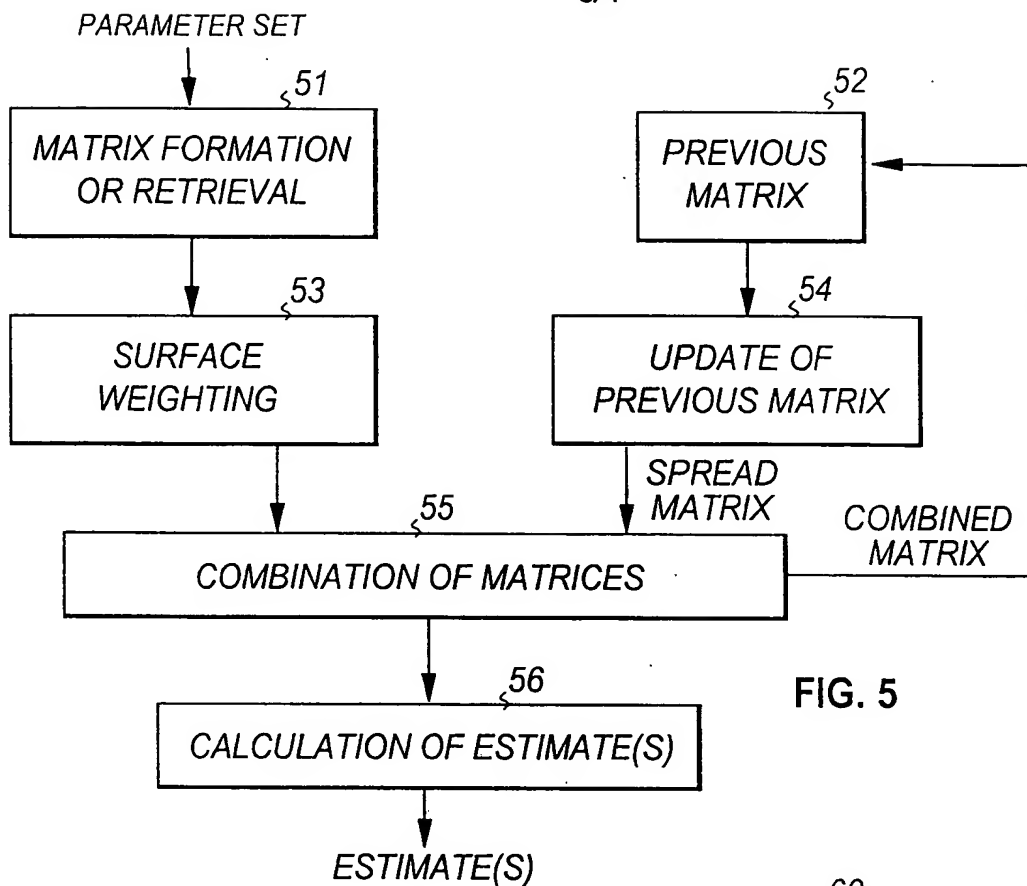 PARAMETER SET
51
MATRIX FORMATION
OR RETRIEVAL
52
PREVIOUS
MATRIX
53
SURFACE
WEIGHTING
54
UPDATE OF
PREVIOUS MATRIX
SPREAD
MATRIX
55
COMBINATION OF MATRICES
COMBINED
MATRIX
56
CALCULATION OF ESTIMATE(S)
FIG. 5
ESTIMATE(S)